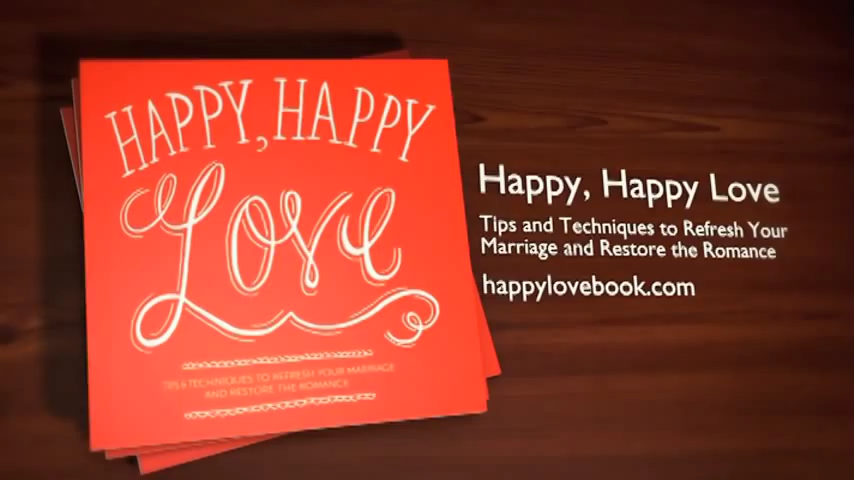 HAPPY, HAPPY
Love
TIPS & TECHNIQUES TO REFRESH YOUR MARRIAGE
AND RESTORE THE ROMANCE
Happy, Happy Love
Tips and Techniques to Refresh Your
Marriage and Restore the Romance
happylovebook.com